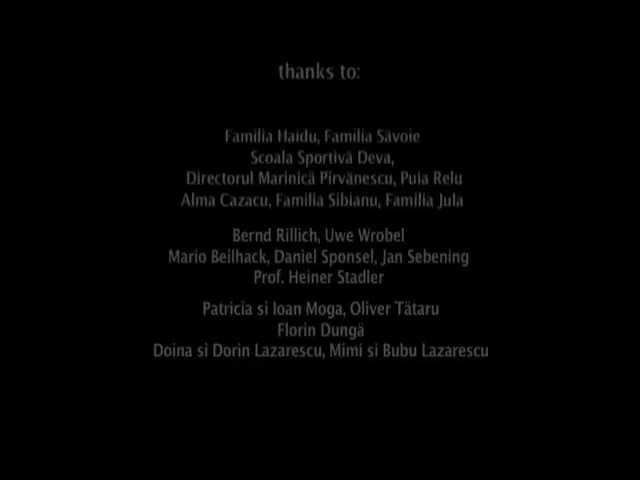 thanks to:
Familia Haidu, Familia Săvoie
Scoala Sportivă Deva,
Directorul Marinică Pirvănescu, Puia Relu
Alma Cazacu, Familia Sibianu, Familia Jula
Bernd Rillich, Uwe Wrobel
Mario Beilhack, Daniel Sponsel, Jan Sebening
Prof. Heiner Stadler
Patricia si Ioan Moga, Oliver Tătaru
Florin Dungă
Doina si Dorin Lazarescu, Mimi si Bubu Lazarescu